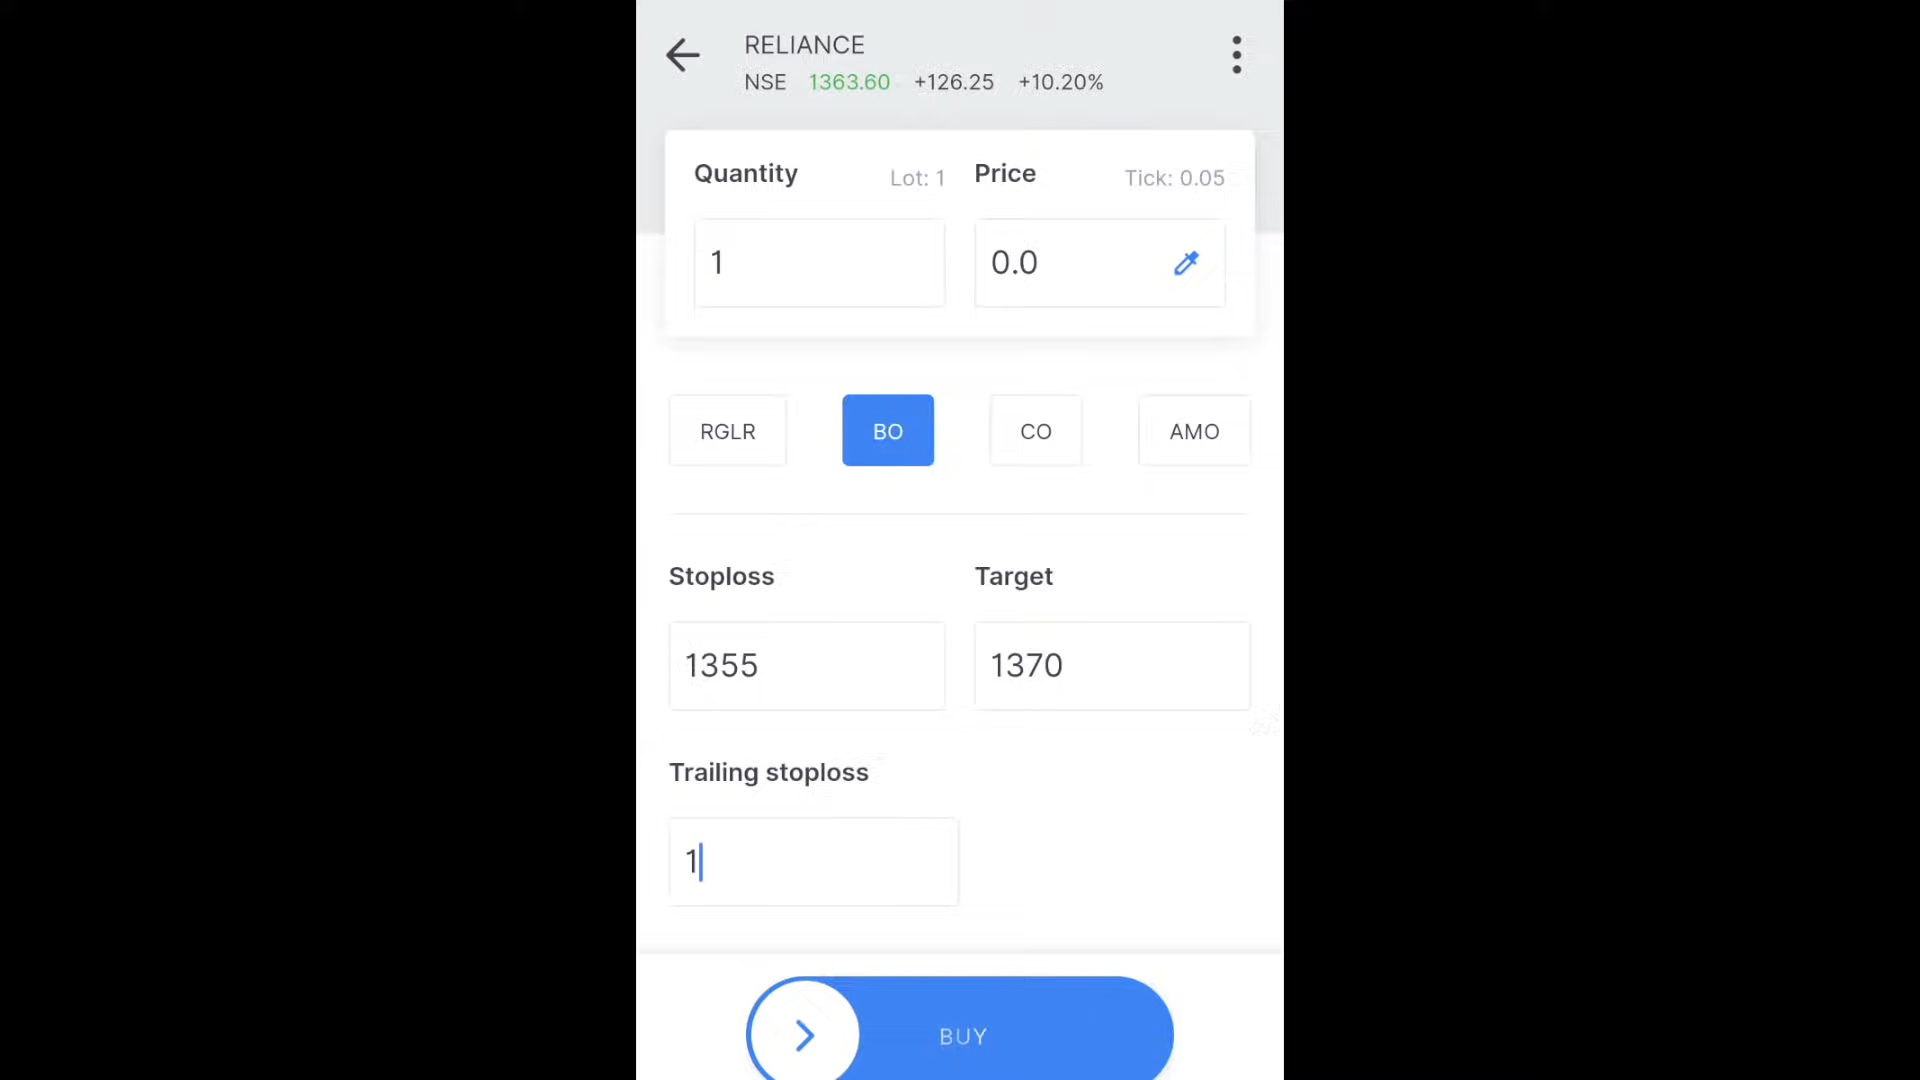 RELIANCE
NSE 1363.60 +126.25 +10.20%
Quantity Lot: 1 Price Tick: 0.05
1 0.0
RGLR BO CO AMO
Stoploss Target
1355 1370
Trailing stoploss
1
BUY